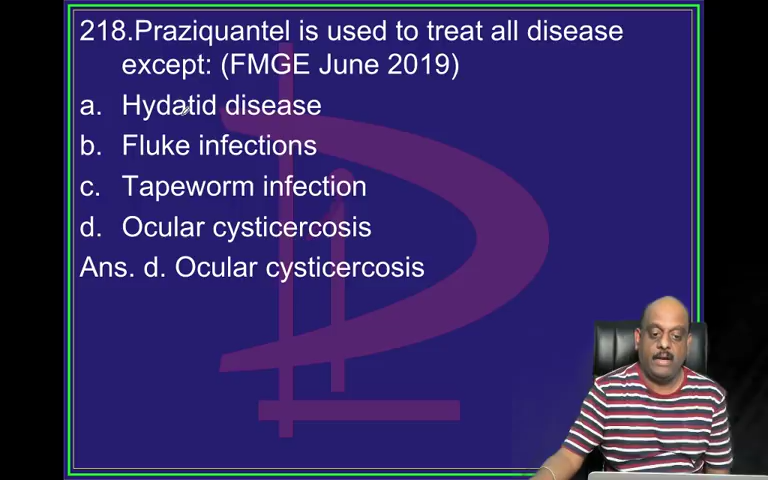 218.Praziquantel is used to treat all disease
except: (FMGE June 2019)
a. Hydatid disease
b. Fluke infections
c. Tapeworm infection
d. Ocular cysticercosis
Ans. d. Ocular cysticercosis